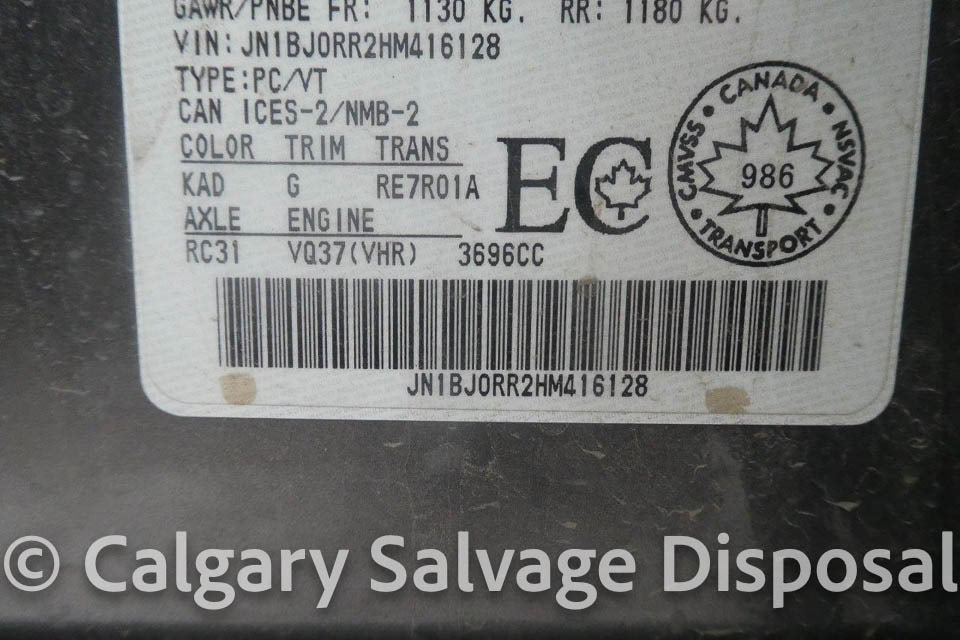 GAWR/PNBE FR: 1130 KG. RR: 1180 KG.
VIN:JN1BJ0RR2HM416128
TYPE:PC/VT
CAN ICES-2/NMB-2
COLOR TRIM TRANS
KAD G RE7R01A
AXLE ENGINE
RC31 VQ37(VHR) 3696CC
EC
CANADA
CMVSS
NSVAC
986
TRANSPORT
JN1BJ0RR2HM416128
© Calgary Salvage Disposal